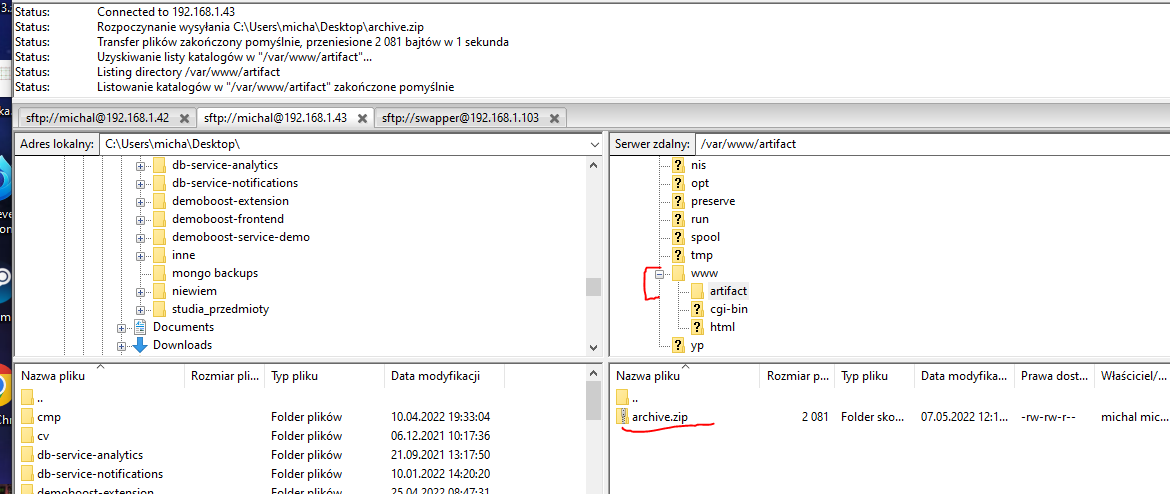 3.
Status: Connected to 192.168.1.43
Status: Rozpoczynanie wysyłania C:\Users\micha\Desktop\archive.zip
Status: Transfer plików zakończony pomyślnie, przeniesione 2 081 bajtów w 1 sekunda
Status: Uzyskiwanie listy katalogów w "/var/www/artifact"...
Status: Listing directory /var/www/artifact
Status: Listowanie katalogów w "/var/www/artifact" zakończone pomyślnie
ka.
sftp://michal@192.168.1.42 sftp://michal@192.168.1.43 sftp://swapper@192.168.1.103
Adres lokalny: C:\Users\micha\Desktop\
db-service-analytics
db-service-notifications
demoboost-extension
demoboost-frontend
demoboost-service-demo
inne
mongo backups
niewiem
studia_przedmioty
Documents
Downloads
Serwer zdalny: /var/www/artifact
nis
opt
preserve
run
spool
tmp
www
artifact
cgi-bin
html
yp
Nazwa pliku Rozmiar pli... Typ pliku Data modyfikacji
..
cmp Folder plików 10.04.2022 19:33:04
cv Folder plików 06.12.2021 10:17:36
db-service-analytics Folder plików 21.09.2021 13:17:50
db-service-notifications Folder plików 10.01.2022 14:20:20
demoboost-extension Folder plików 25.04.2022 08:47:31
Nazwa pliku Rozmiar p... Typ pliku Data modyfika... Prawa dost... Właściciel/...
..
archive.zip 2 081 Folder sko... 07.05.2022 12:1... -rw-rw-r-- michal mic...